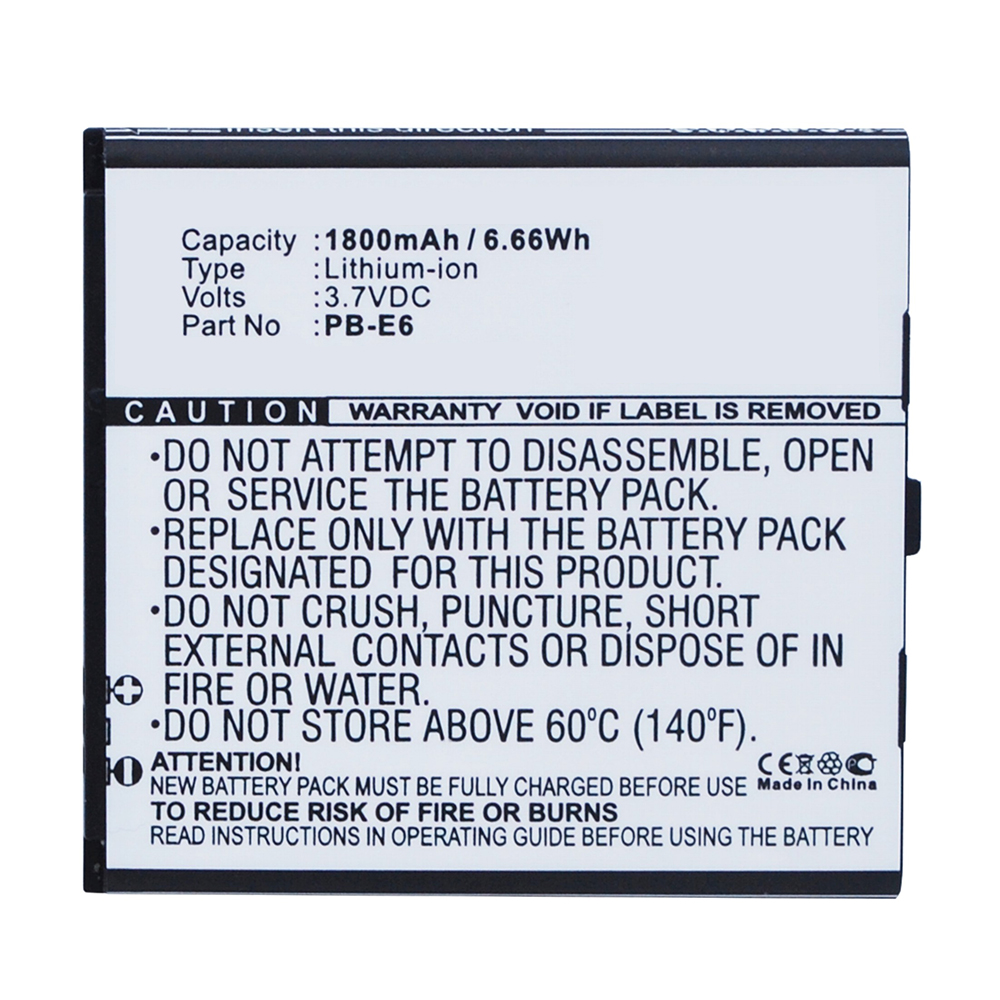 Insert this direction
Capacity : 1800mAh / 6.66Wh
Type : Lithium-ion
Volts : 3.7VDC
Part No : PB-E6
CAUTION WARRANTY VOID IF LABEL IS REMOVED
•DO NOT ATTEMPT TO DISASSEMBLE, OPEN
OR SERVICE THE BATTERY PACK.
•REPLACE ONLY WITH THE BATTERY PACK
DESIGNATED FOR THIS PRODUCT.
•DO NOT CRUSH, PUNCTURE, SHORT
EXTERNAL CONTACTS OR DISPOSE OF IN
FIRE OR WATER.
•DO NOT STORE ABOVE 60°C (140°F).
ATTENTION!
NEW BATTERY PACK MUST BE FULLY CHARGED BEFORE USE
TO REDUCE RISK OF FIRE OR BURNS
READ INSTRUCTIONS IN OPERATING GUIDE BEFORE THE BATTERY
CE
Made In China